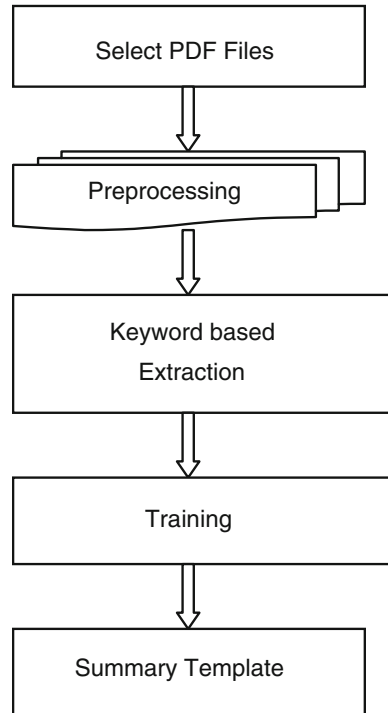 Select PDF Files
Preprocessing
Keyword based
Extraction
Training
Summary Template